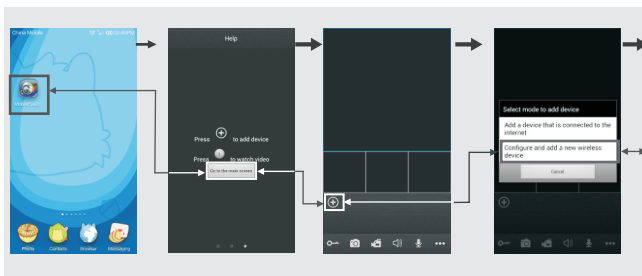 China Mobile
Phone
Contacts
Browser
Messaging
Help
Press
to add device
Press
to watch video
Go to the main screen
Select mode to add device
Add a device that is connected to the
internet
Configure and add a new wireless
device
Cancel